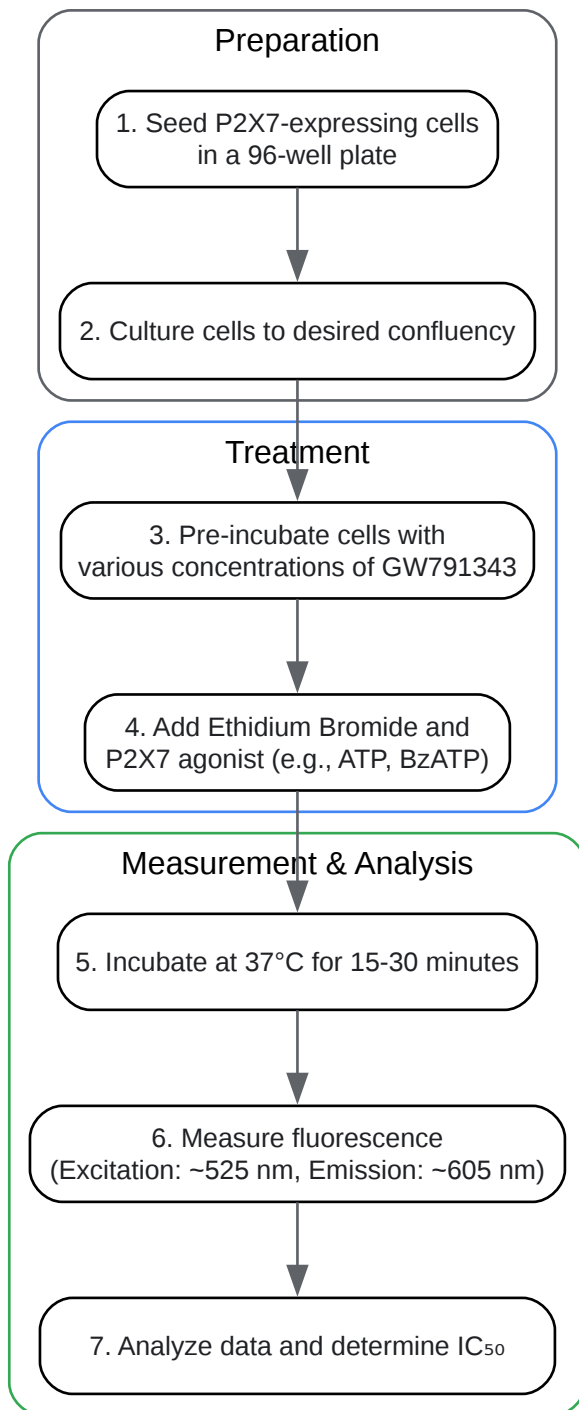 Preparation
1. Seed P2X7-expressing cells
in a 96-well plate
2. Culture cells to desired confluency
Treatment
3. Pre-incubate cells with
various concentrations of GW791343
4. Add Ethidium Bromide and
P2X7 agonist (e.g., ATP, BzATP)
Measurement & Analysis
5. Incubate at 37°C for 15-30 minutes
6. Measure fluorescence
(Excitation: ~525 nm, Emission: ~605 nm)
7. Analyze data and determine IC₅₀